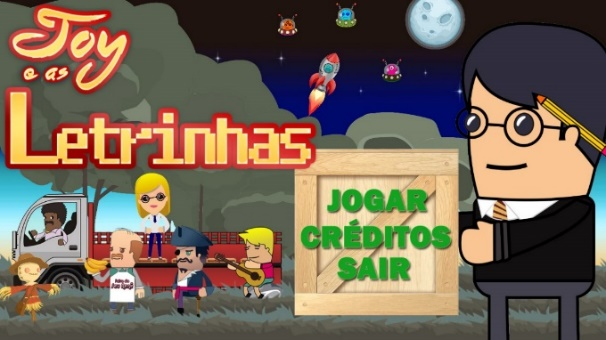 Joy
e as
Letrinhas
JOGAR
CRÉDITOS
SAIR